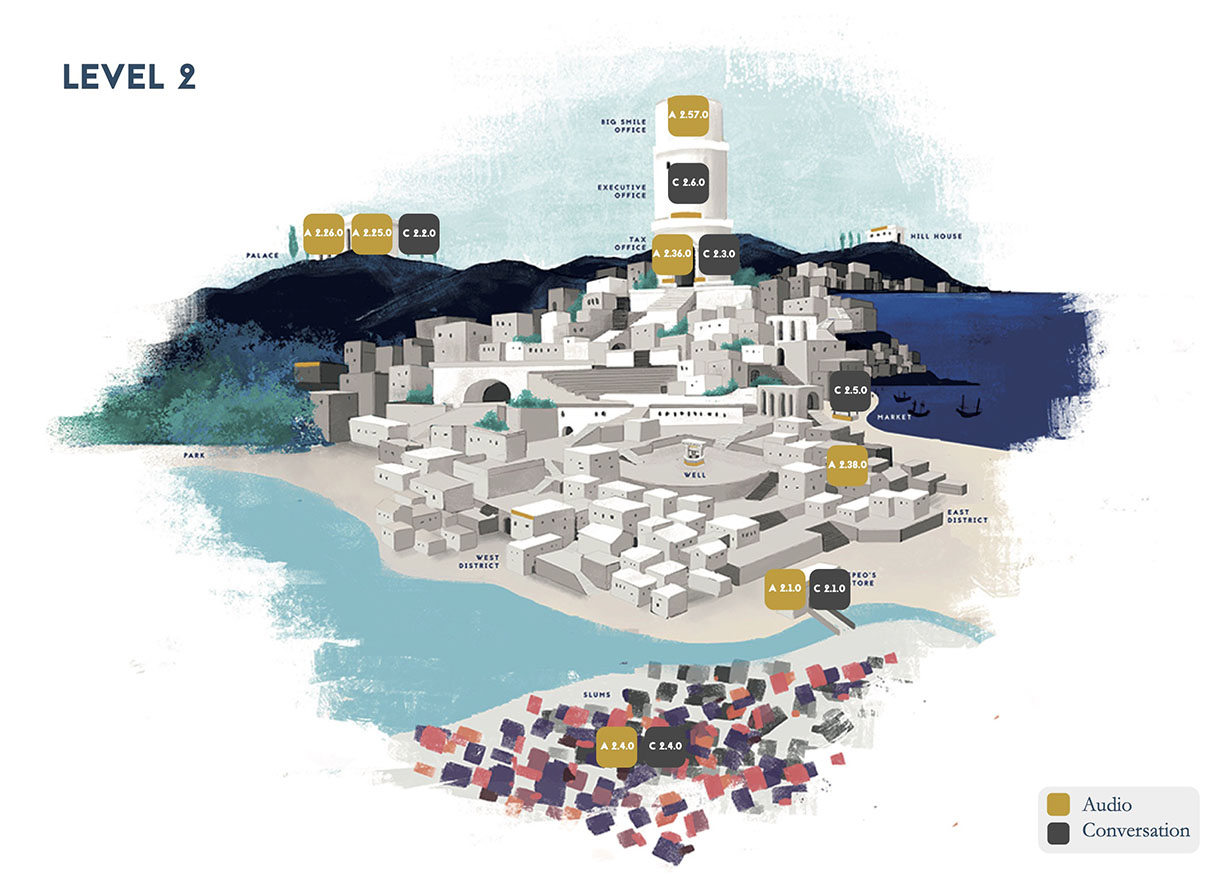 LEVEL 2
BIG SMILE
OFFICE
A 2.57.0
EXECUTIVE
OFFICE
C 2.6.0
A 2.26.0
A 2.25.0
C 2.2.0
PALACE
TAX
OFFICE
A 2.36.0
C 2.3.0
HILL HOUSE
C 2.5.0
MARKET
PARK
WELL
A 2.38.0
EAST
DISTRICT
WEST
DISTRICT
A 2.1.0
C 2.1.0
PEO'S
TORE
SLUMS
A 2.4.0
C 2.4.0
Audio
Conversation